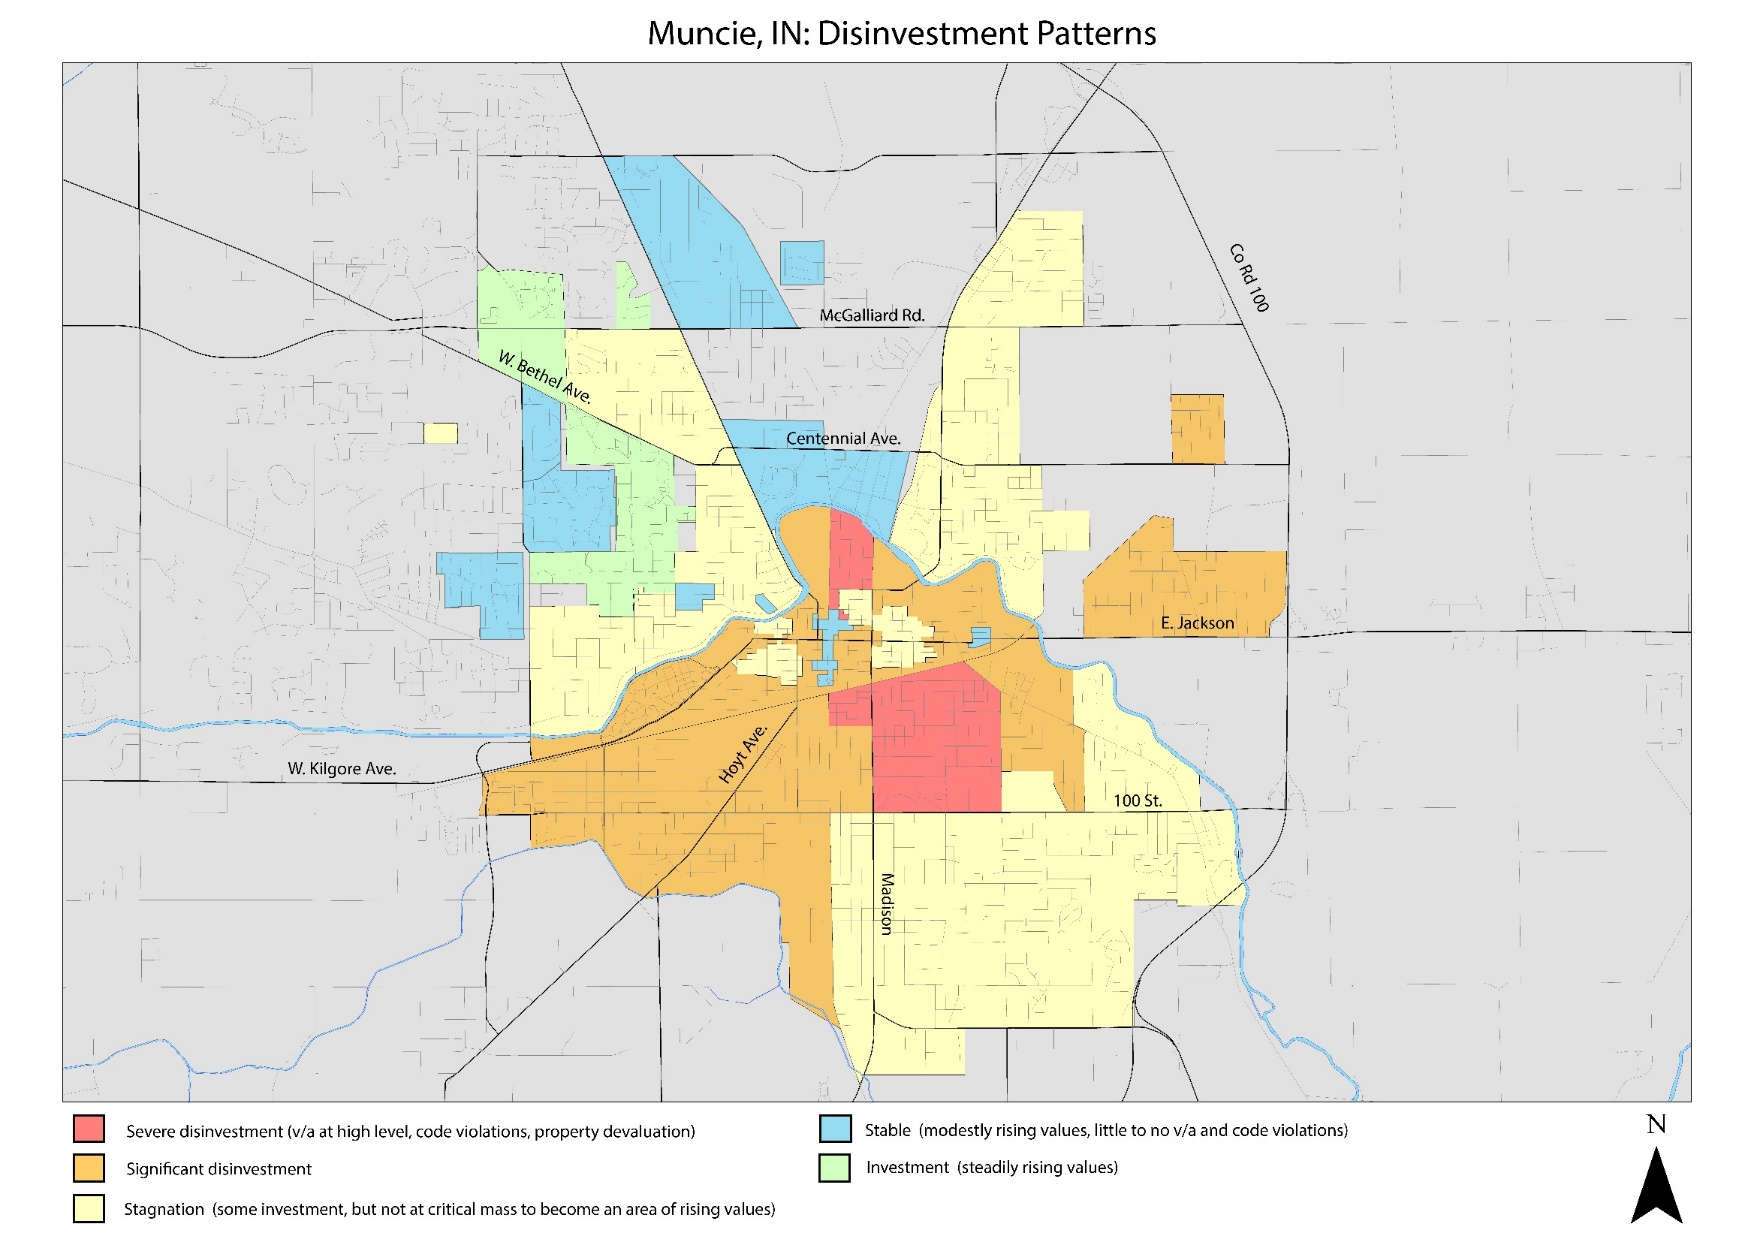 Muncie, IN: Disinvestment Patterns
Co Rd 100
McGalliard Rd.
W. Bethel Ave.
Centennial Ave.
E. Jackson
Hoyt Ave.
W. Kilgore Ave.
100 St.
Madison
Severe disinvestment (v/a at high level, code violations, property devaluation)
Significant disinvestment
Stagnation (some investment, but not at critical mass to become an area of rising values)
Stable (modestly rising values, little to no v/a and code violations)
Investment (steadily rising values)
N